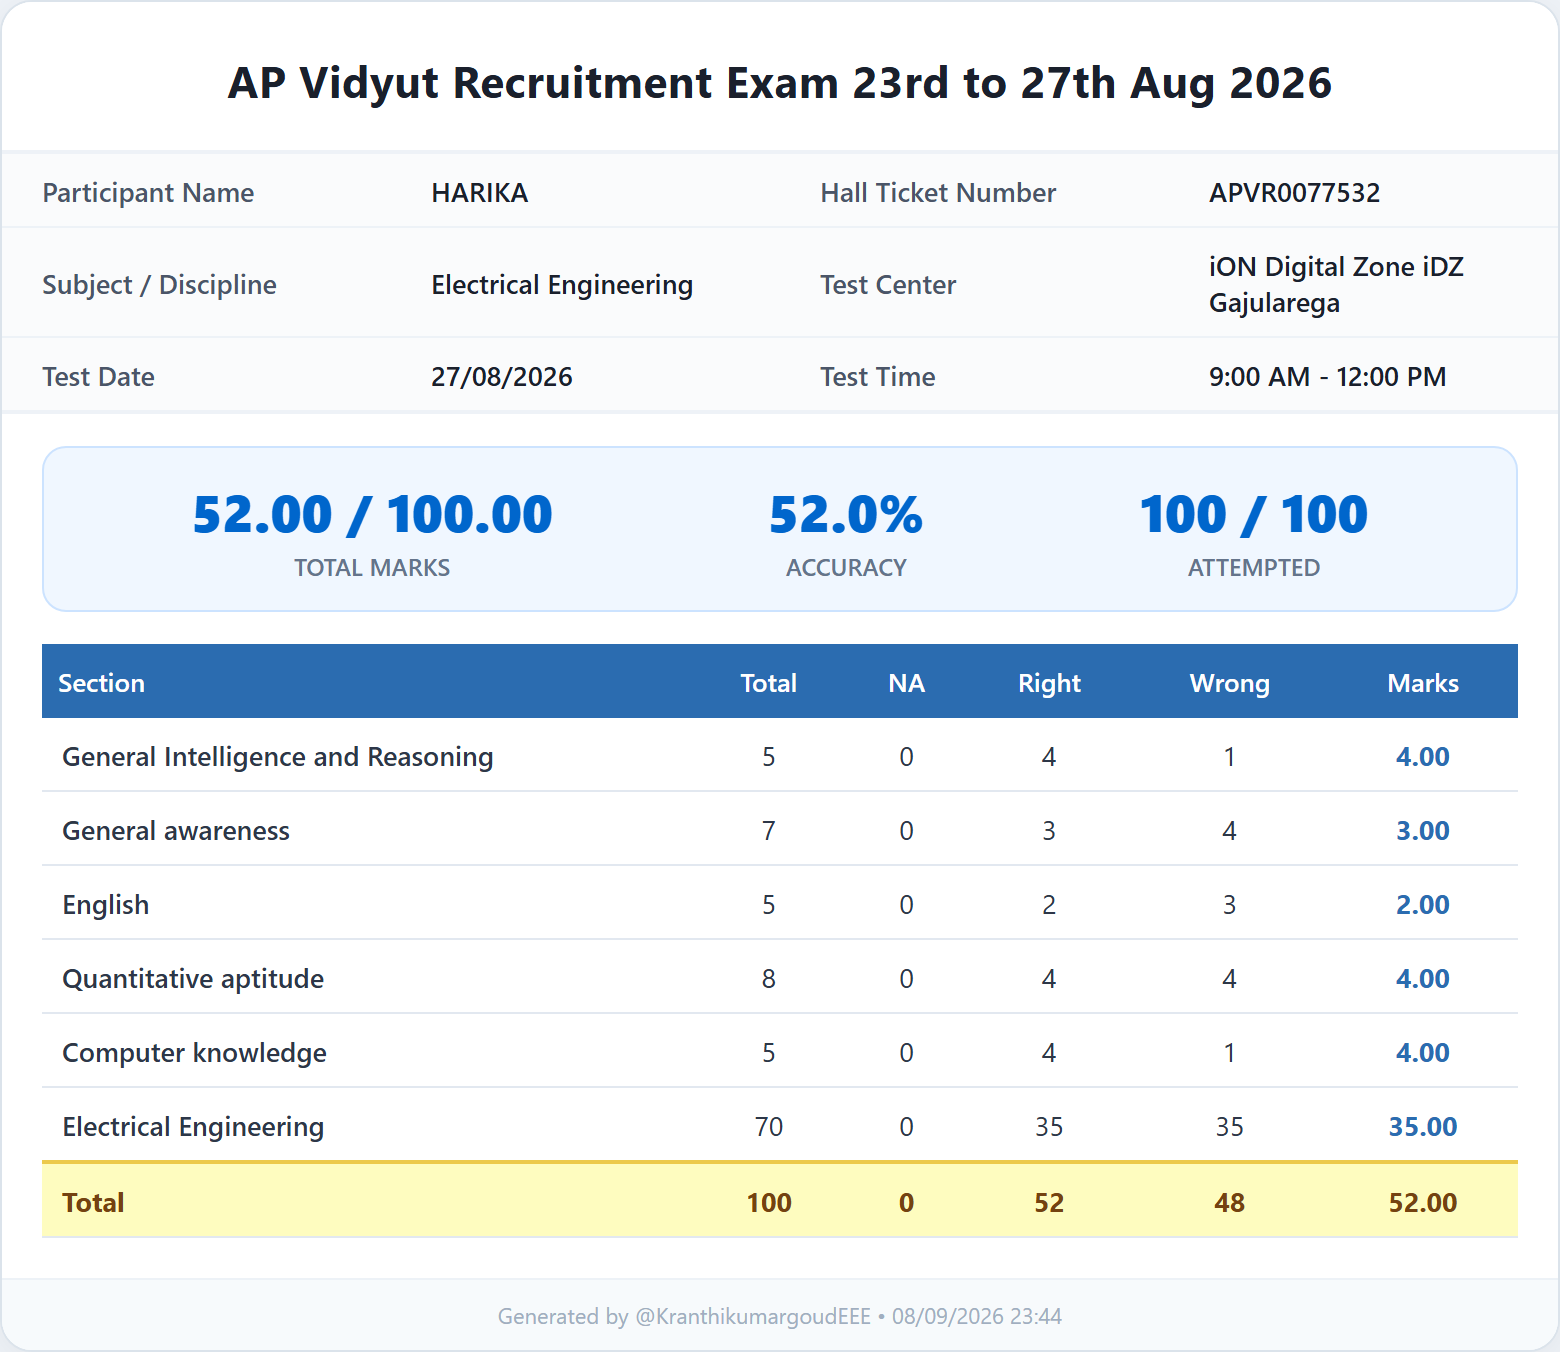 AP Vidyut Recruitment Exam 23rd to 27th Aug 2026
Participant Name HARIKA Hall Ticket Number APVR0077532
Subject / Discipline Electrical Engineering Test Center iON Digital Zone iDZ
Gajularega
Test Date 27/08/2026 Test Time 9:00 AM - 12:00 PM
52.00 / 100.00 52.0% 100 / 100
TOTAL MARKS ACCURACY ATTEMPTED
Section Total NA Right Wrong Marks
General Intelligence and Reasoning 5 0 4 1 4.00
General awareness 7 0 3 4 3.00
English 5 0 2 3 2.00
Quantitative aptitude 8 0 4 4 4.00
Computer knowledge 5 0 4 1 4.00
Electrical Engineering 70 0 35 35 35.00
Total 100 0 52 48 52.00
Generated by @KranthikumargoudEEE • 08/09/2026 23:44